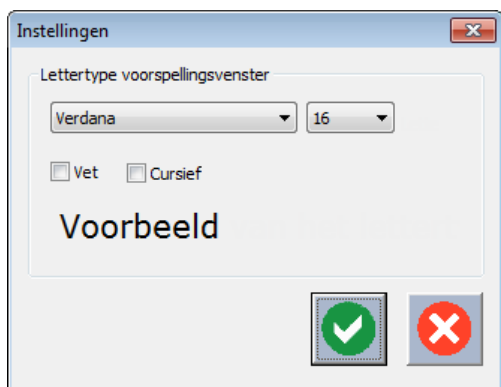 Instellingen
Lettertype voorspellingsvenster
Verdana 16
Vet Cursief
Voorbeeld